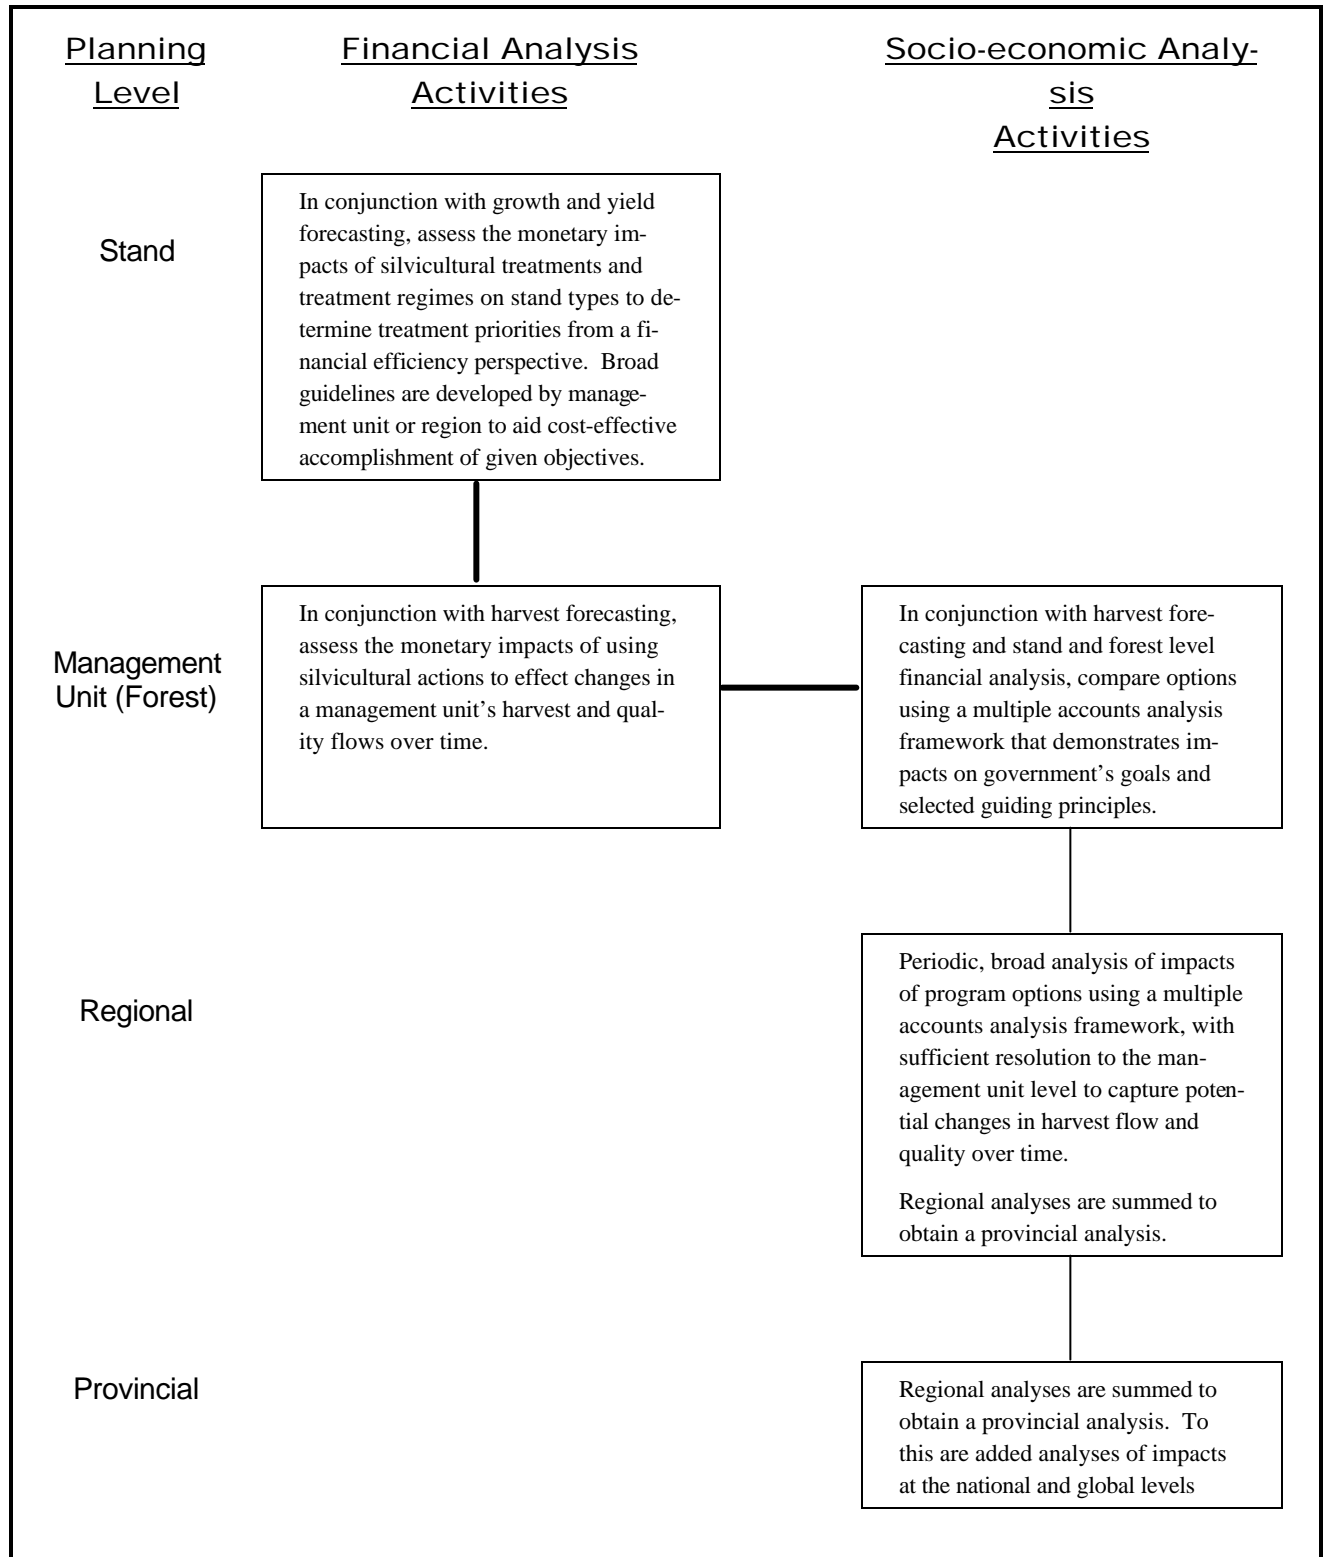 Planning
Level
Financial Analysis
Activities
Socio-economic Analy-
sis
Activities
Stand
In conjunction with growth and yield
forecasting, assess the monetary im-
pacts of silvicultural treatments and
treatment regimes on stand types to de-
termine treatment priorities from a fi-
nancial efficiency perspective.  Broad
guidelines are developed by manage-
ment unit or region to aid cost-effective
accomplishment of given objectives.
Management
Unit (Forest)
In conjunction with harvest forecasting,
assess the monetary impacts of using
silvicultural actions to effect changes in
a management unit’s harvest and qual-
ity flows over time.
In conjunction with harvest fore-
casting and stand and forest level
financial analysis, compare options
using a multiple accounts analysis
framework that demonstrates im-
pacts on government’s goals and
selected guiding principles.
Regional
Periodic, broad analysis of impacts
of program options using a multiple
accounts analysis framework, with
sufficient resolution to the man-
agement unit level to capture poten-
tial changes in harvest flow and
quality over time.
Regional analyses are summed to
obtain a provincial analysis.
Provincial
Regional analyses are summed to
obtain a provincial analysis.  To
this are added analyses of impacts
at the national and global levels